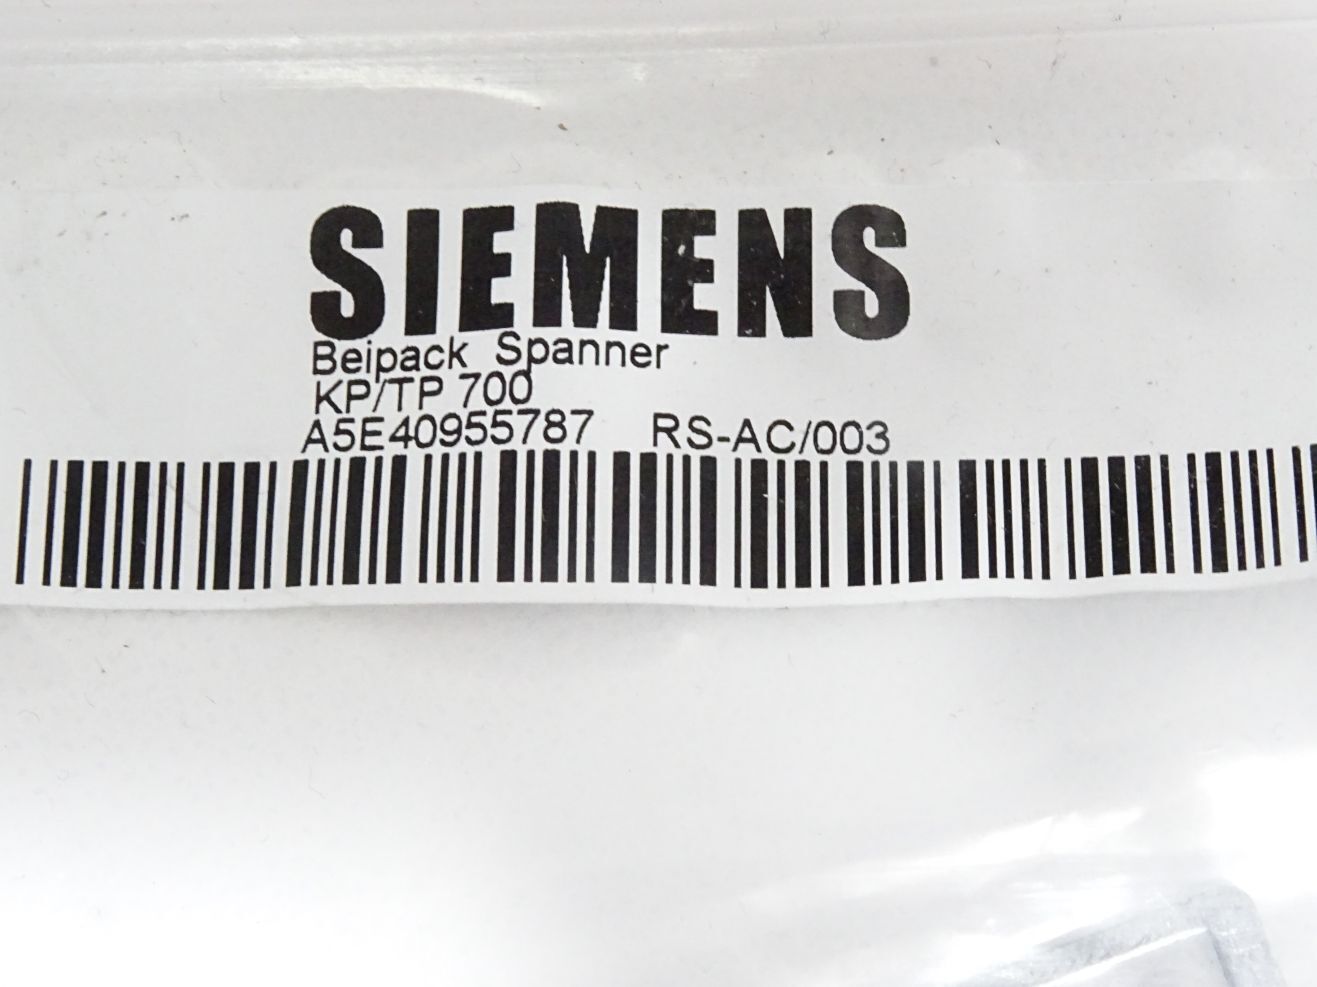 SIEMENS
Beipack Spanner
KP/TP 700
A5E40955787 RS-AC/003